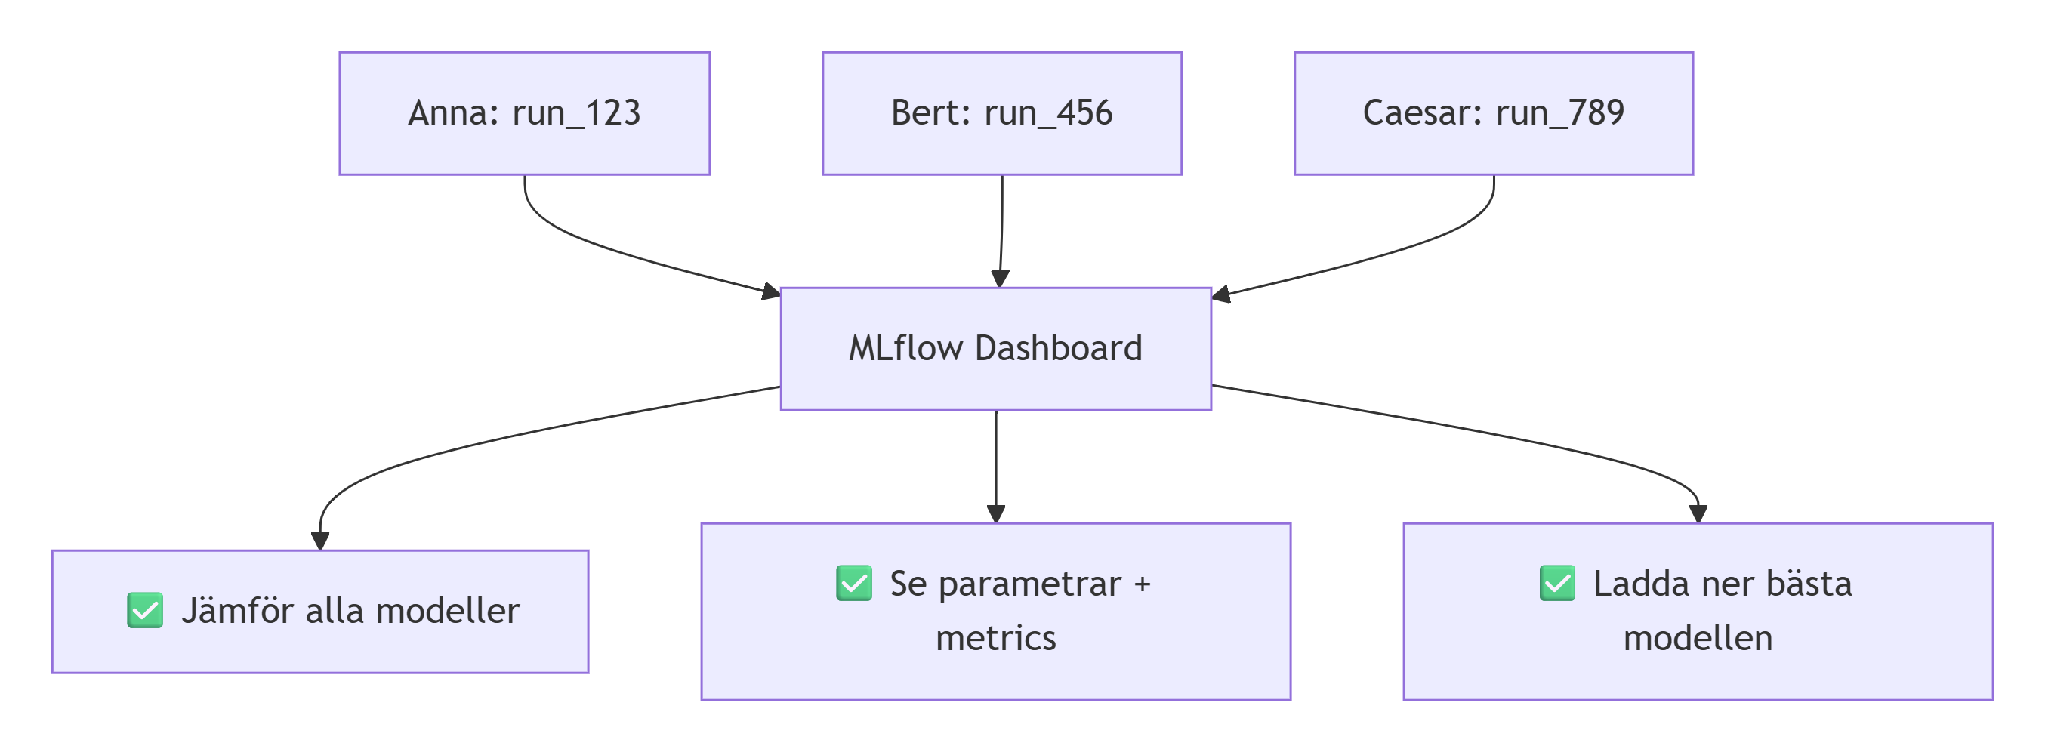 Anna: run_123
Bert: run_456
Caesar: run_789
MLflow Dashboard
✅ Jämför alla modeller
✅ Se parametrar +
metrics
✅ Ladda ner bästa
modellen